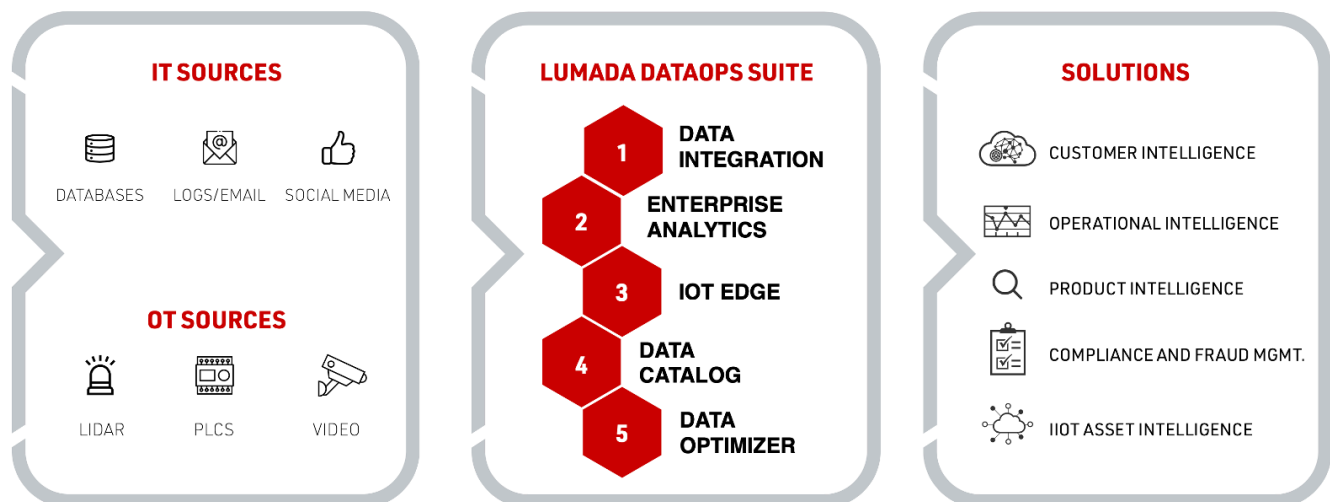 IT SOURCES
DATABASES
LOGS/EMAIL
SOCIAL MEDIA
OT SOURCES
LIDAR
PLCS
VIDEO
LUMADA DATAOPS SUITE
1
DATA
INTEGRATION
2
ENTERPRISE
ANALYTICS
3
IOT EDGE
4
DATA
CATALOG
5
DATA
OPTIMIZER
SOLUTIONS
CUSTOMER INTELLIGENCE
OPERATIONAL INTELLIGENCE
PRODUCT INTELLIGENCE
COMPLIANCE AND FRAUD MGMT.
IIOT ASSET INTELLIGENCE